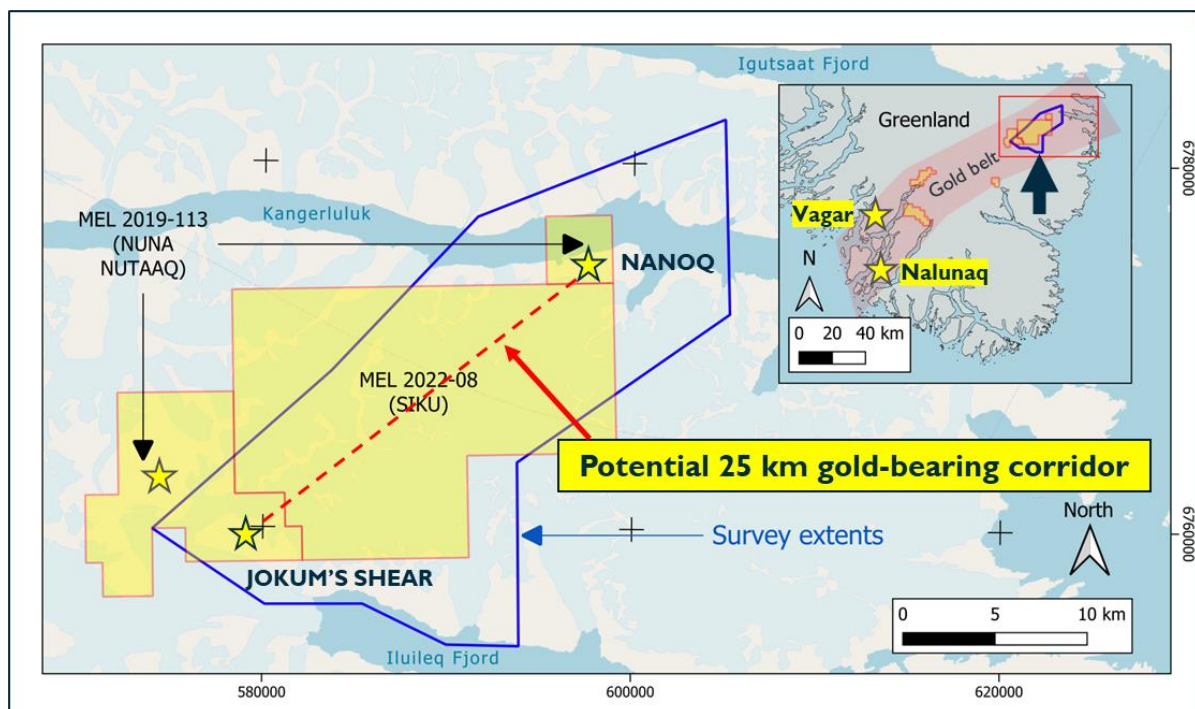 Igutsaat Fjord
Greenland
Gold belt
Vagar
Nalunaq
N
0 20 40 km
6780000
Kangerluluk
MEL 2019-113
(NUNA
NUTAAQ)
NANOQ
MEL 2022-08
(SIKU)
Potential 25 km gold-bearing corridor
Survey extents
North
6760000
JOKUM'S SHEAR
0 5 10 km
Iluileq Fjord
580000 600000 620000